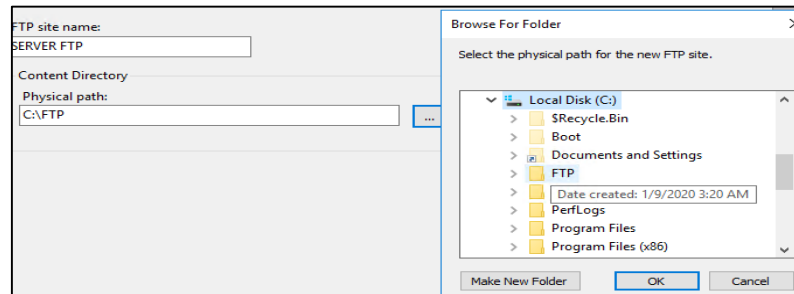 FTP site name:
SERVER FTP
Content Directory
Physical path:
C:\FTP
...
Browse For Folder
Select the physical path for the new FTP site.
Local Disk (C:)
$Recycle.Bin
Boot
Documents and Settings
FTP
Date created: 1/9/2020 3:20 AM
PerfLogs
Program Files
Program Files (x86)
Make New Folder
OK
Cancel